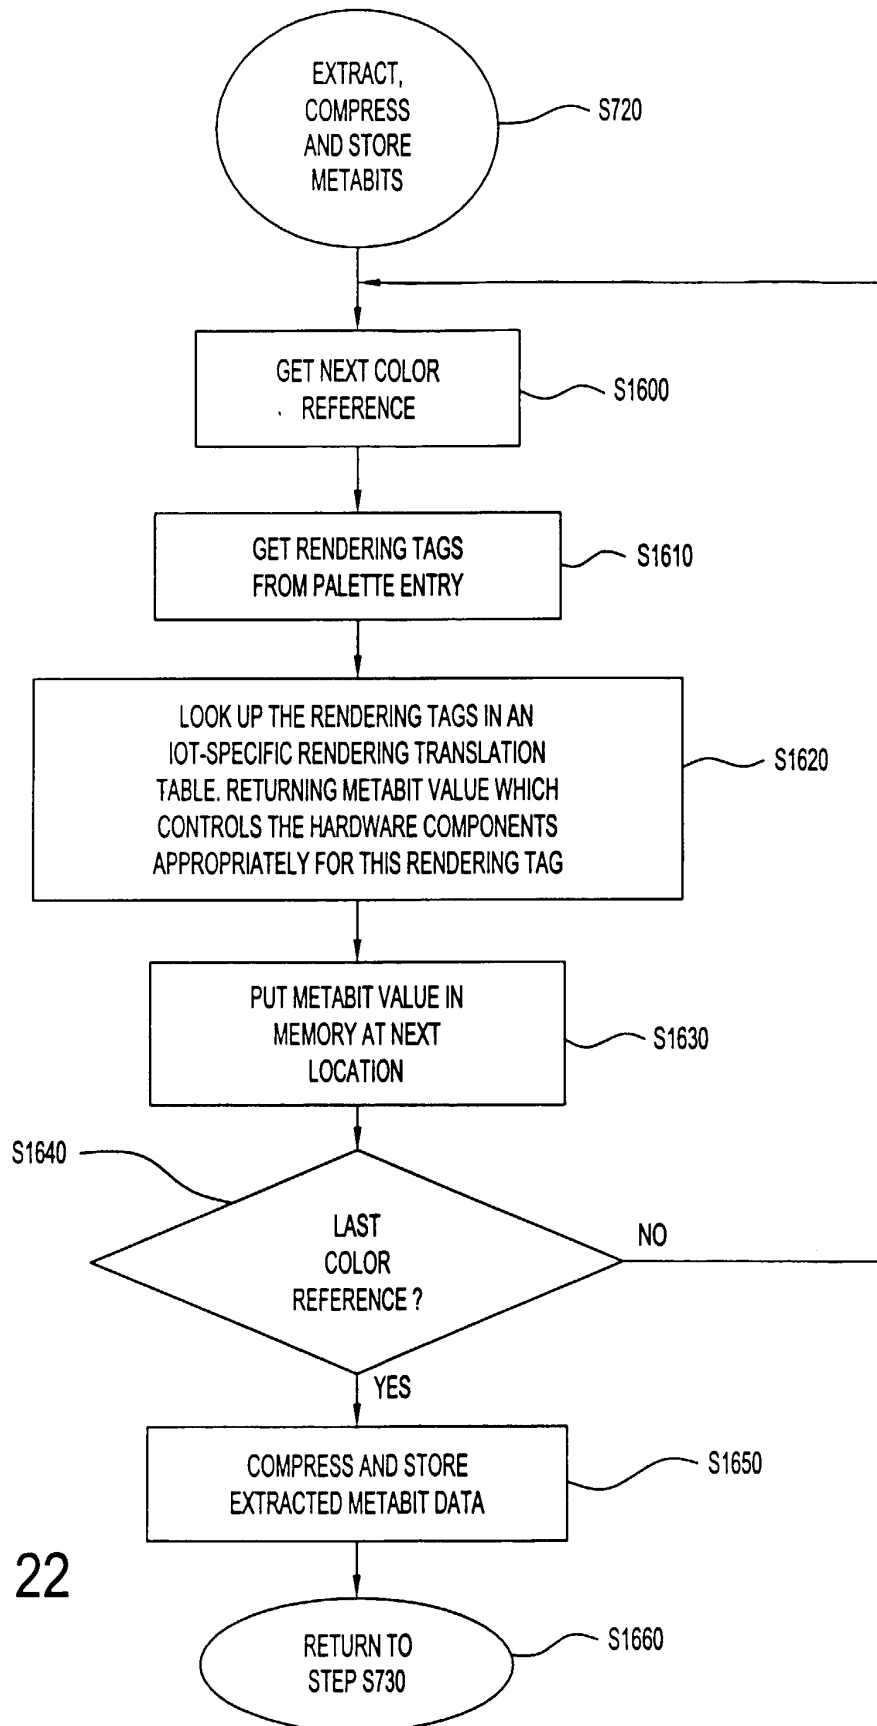 EXTRACT,
COMPRESS
AND STORE
METABITS
S720
GET NEXT COLOR
REFERENCE
S1600
GET RENDERING TAGS
FROM PALETTE ENTRY
S1610
LOOK UP THE RENDERING TAGS IN AN
IOT-SPECIFIC RENDERING TRANSLATION
TABLE. RETURNING METABIT VALUE WHICH
CONTROLS THE HARDWARE COMPONENTS
APPROPRIATELY FOR THIS RENDERING TAG
S1620
PUT METABIT VALUE IN
MEMORY AT NEXT
LOCATION
S1630
S1640
LAST
COLOR
REFERENCE ?
NO
YES
COMPRESS AND STORE
EXTRACTED METABIT DATA
S1650
22
RETURN TO
STEP S730
S1660